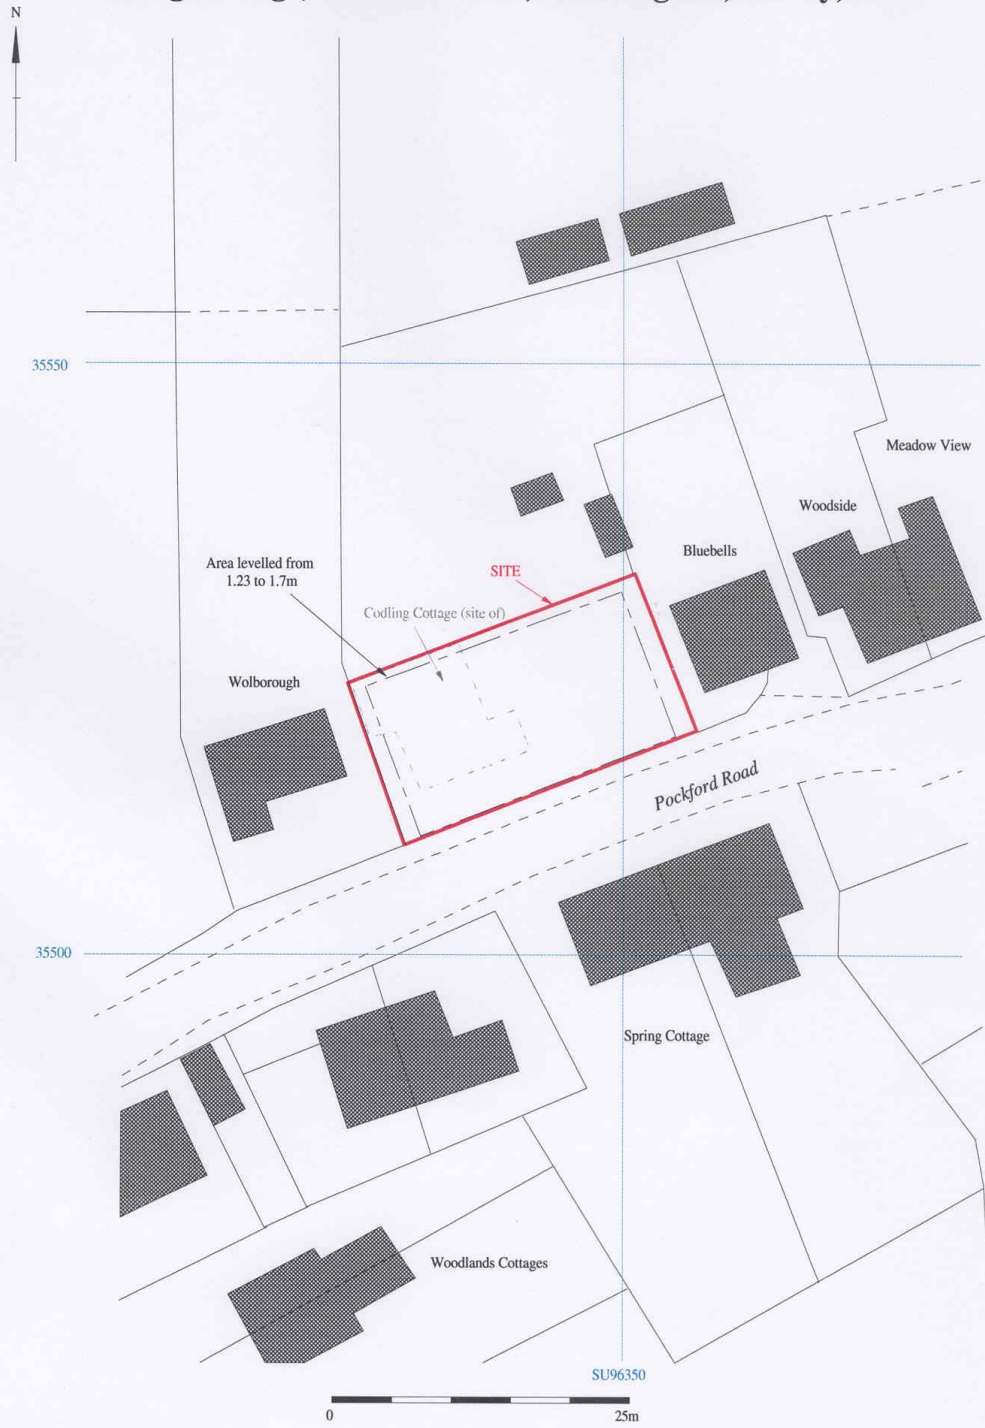 N
35550
Meadow View
Woodside
Bluebells
Area levelled from
1.23 to 1.7m
SITE
Codling Cottage (site of)
Wolborough
Pockford Road
35500
Spring Cottage
Woodlands Cottages
SU96350
0 25m